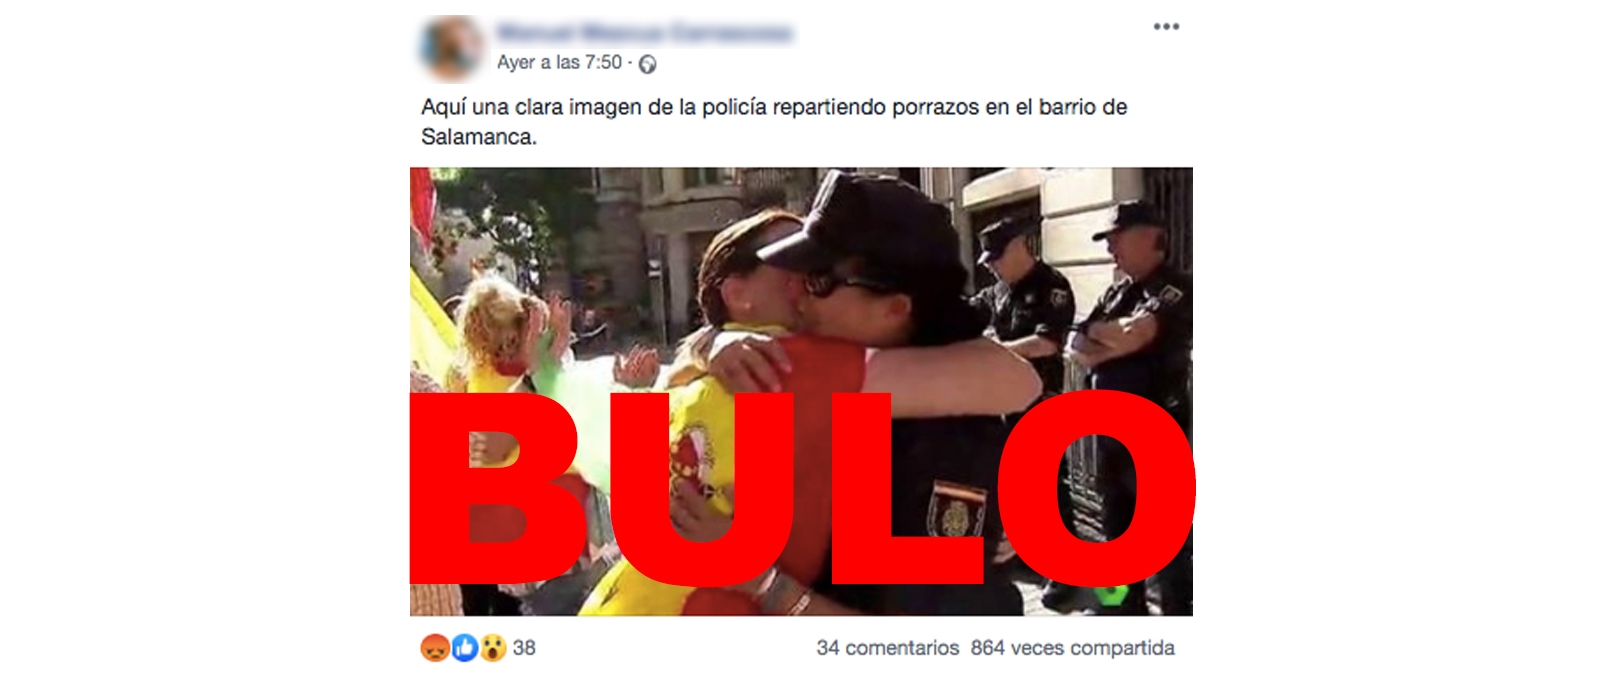 Ayer a las 7:50 ·
Aquí una clara imagen de la policía repartiendo porrazos en el barrio de
Salamanca.
BULO
38
34 comentarios 864 veces compartida